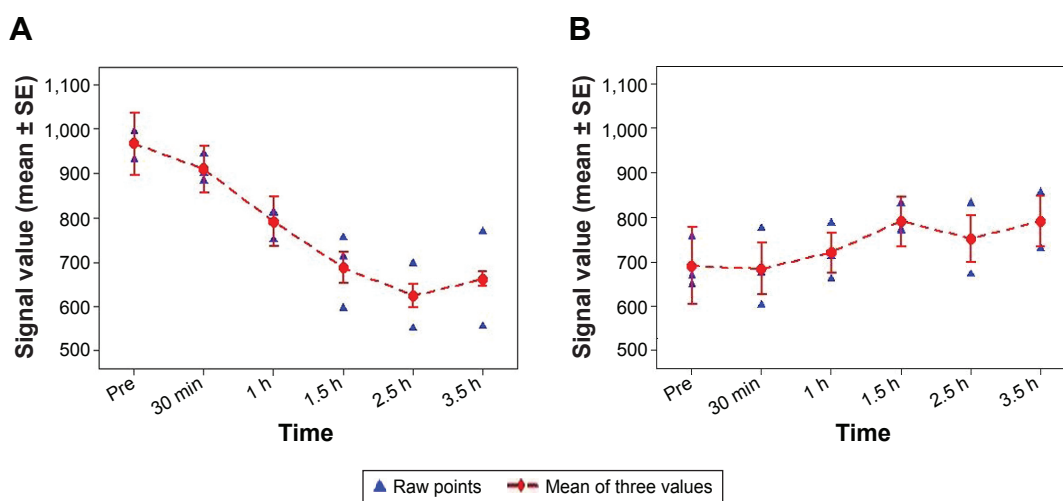 A
Signal value (mean ± SE)
1,100
1,000
900
800
700
600
500
Pre
30 min
1 h
1.5 h
2.5 h
3.5 h
Time
B
Signal value (mean ± SE)
1,100
1,000
900
800
700
600
500
Pre
30 min
1 h
1.5 h
2.5 h
3.5 h
Time
Raw points
Mean of three values